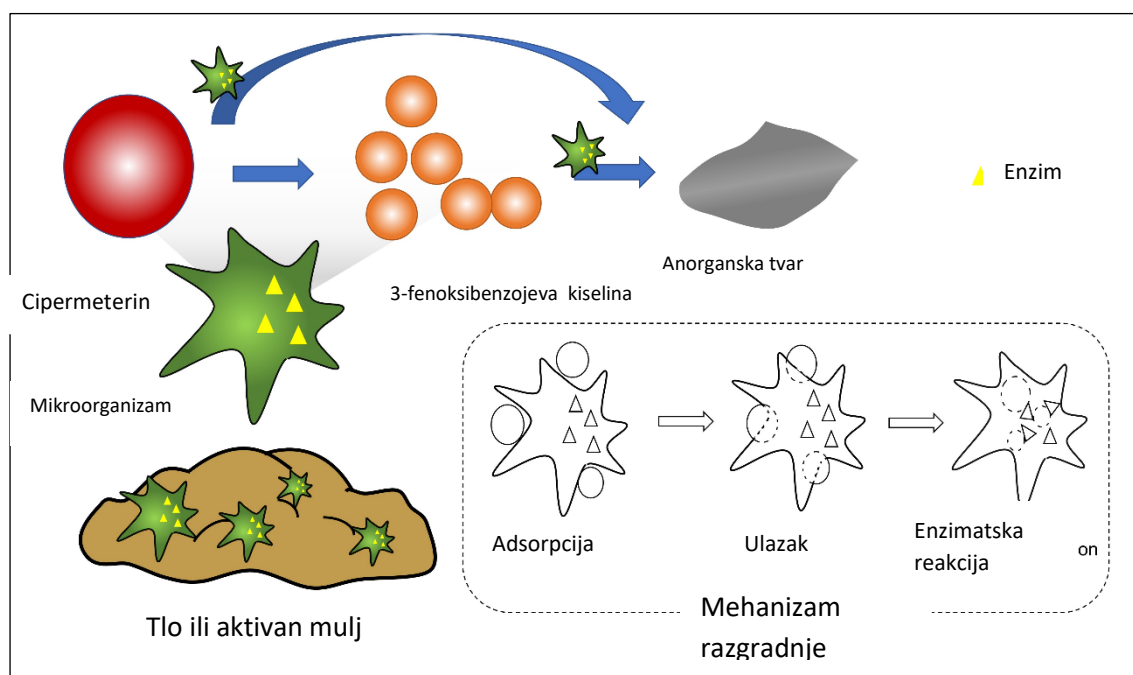 Enzim
Anorganska tvar
Cipermeterin
3-fenoksibenzojeva kiselina
Mikroorganizam
Adsorpcija
Ulazak
Enzimatska
reakcija
on
Tlo ili aktivan mulj
Mehanizam
razgradnje